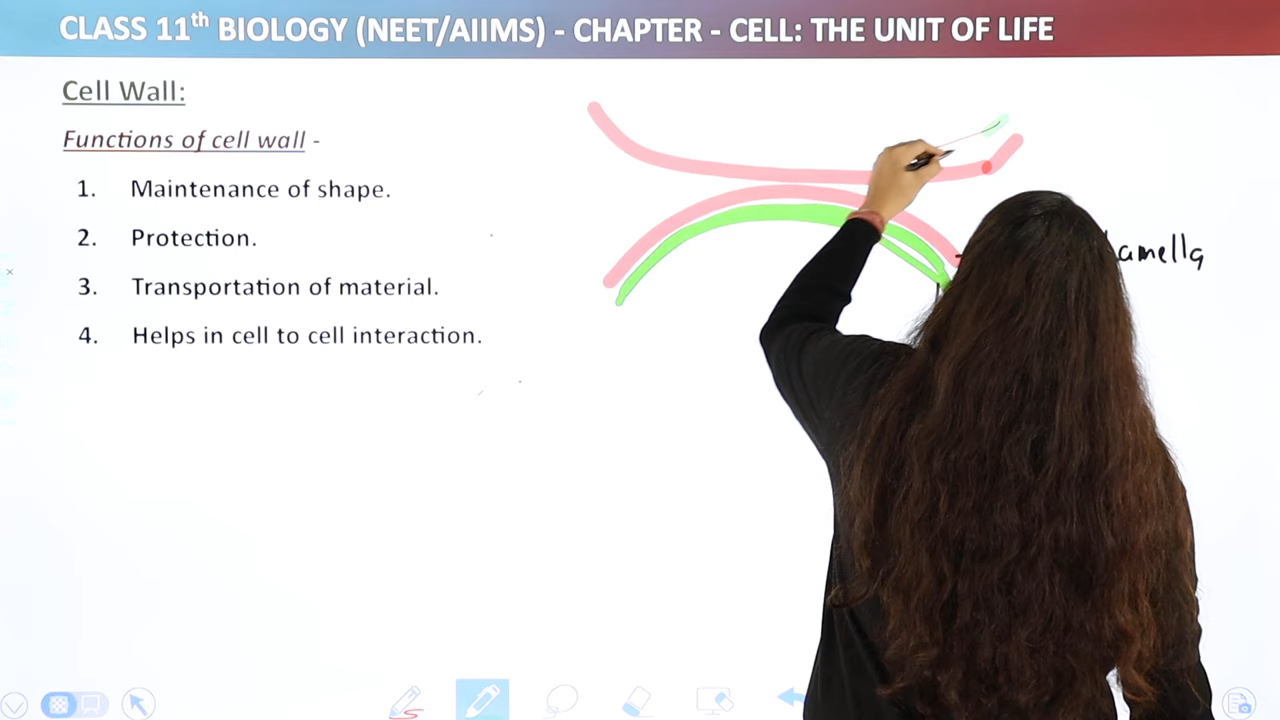 CLASS 11th BIOLOGY (NEET/AIIMS) - CHAPTER - CELL: THE UNIT OF LIFE
Cell Wall:
Functions of cell wall -
1. Maintenance of shape.
2. Protection.
3. Transportation of material.
4. Helps in cell to cell interaction.
lamella